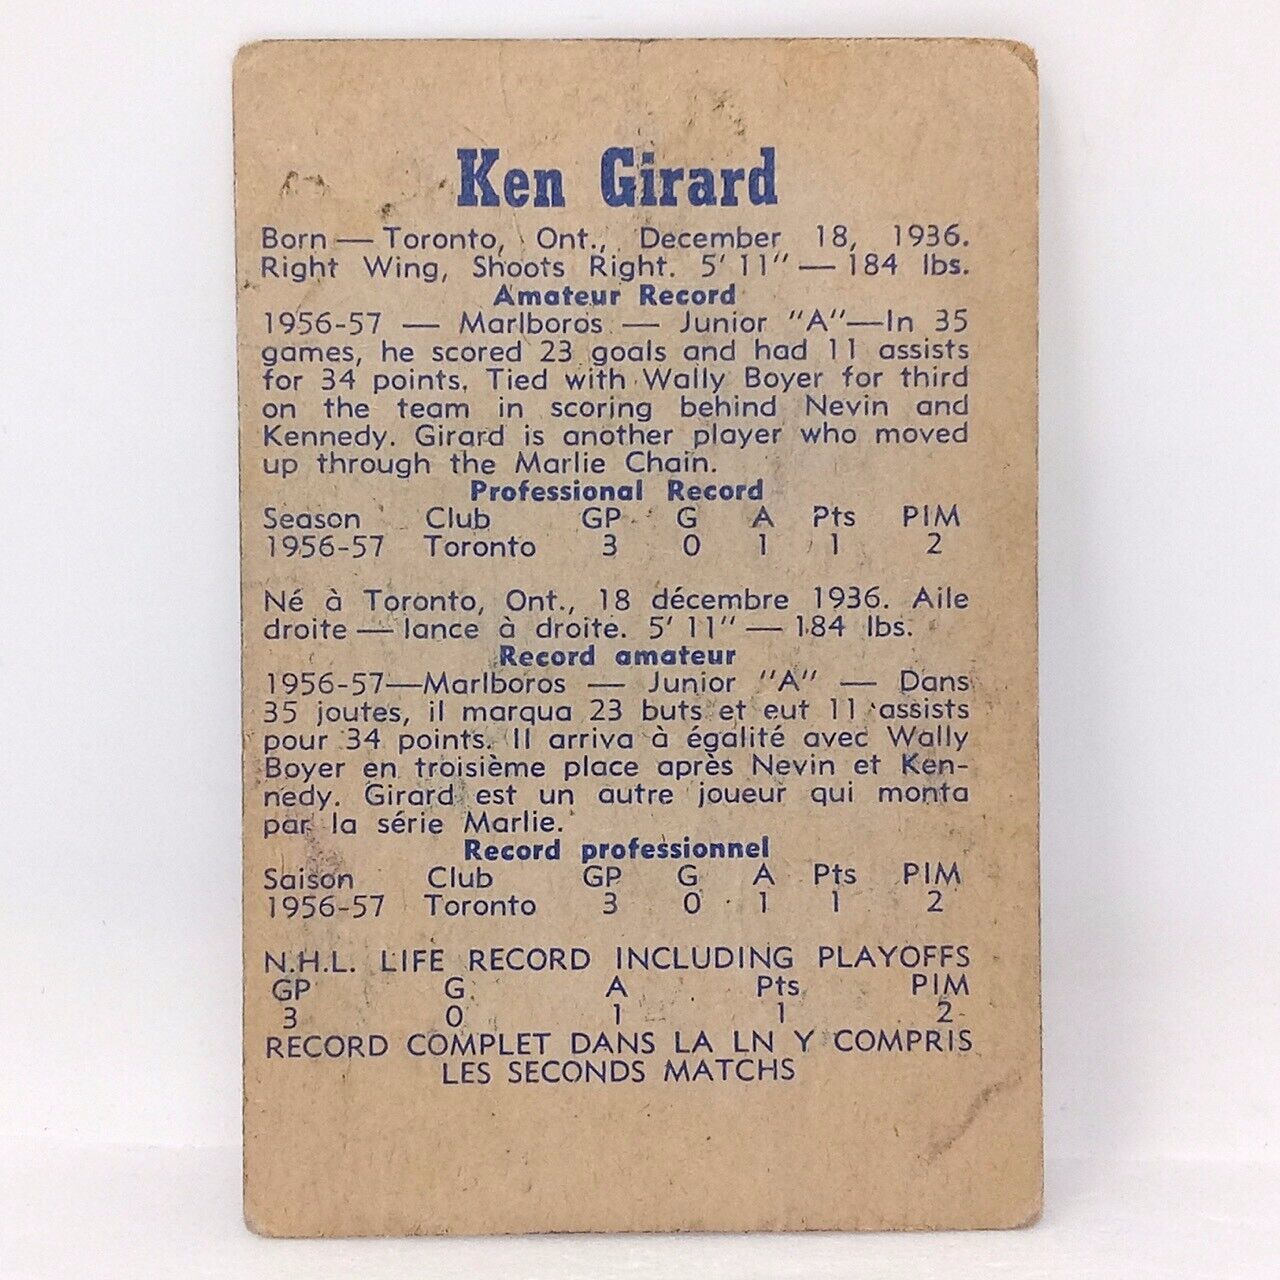 Ken Girard
Born — Toronto, Ont., December 18, 1936.
Right Wing, Shoots Right. 5' 11" — 184 lbs.
Amateur Record
1956-57 — Marlboros — Junior "A"—In 35
games, he scored 23 goals and had 11 assists
for 34 points. Tied with Wally Boyer for third
on the team in scoring behind Nevin and
Kennedy. Girard is another player who moved
up through the Marlie Chain.
Professional Record
Season Club GP G A Pts PIM
1956-57 Toronto 3 0 1 1 2
Né à Toronto, Ont., 18 décembre 1936. Aile
droite — lance à droite. 5' 11" — 184 lbs.
Record amateur
1956-57—Marlboros — Junior "A" — Dans
35 joutes, il marqua 23 buts et eut 11 assists
pour 34 points. Il arriva à égalité avec Wally
Boyer en troisième place après Nevin et Ken-
nedy. Girard est un autre joueur qui monta
par la série Marlie.
Record professionnel
Saison Club GP G A Pts PIM
1956-57 Toronto 3 0 1 1 2
N.H.L. LIFE RECORD INCLUDING PLAYOFFS
GP G A Pts PIM
3 0 1 1 2
RECORD COMPLET DANS LA LN Y COMPRIS
LES SECONDS MATCHS